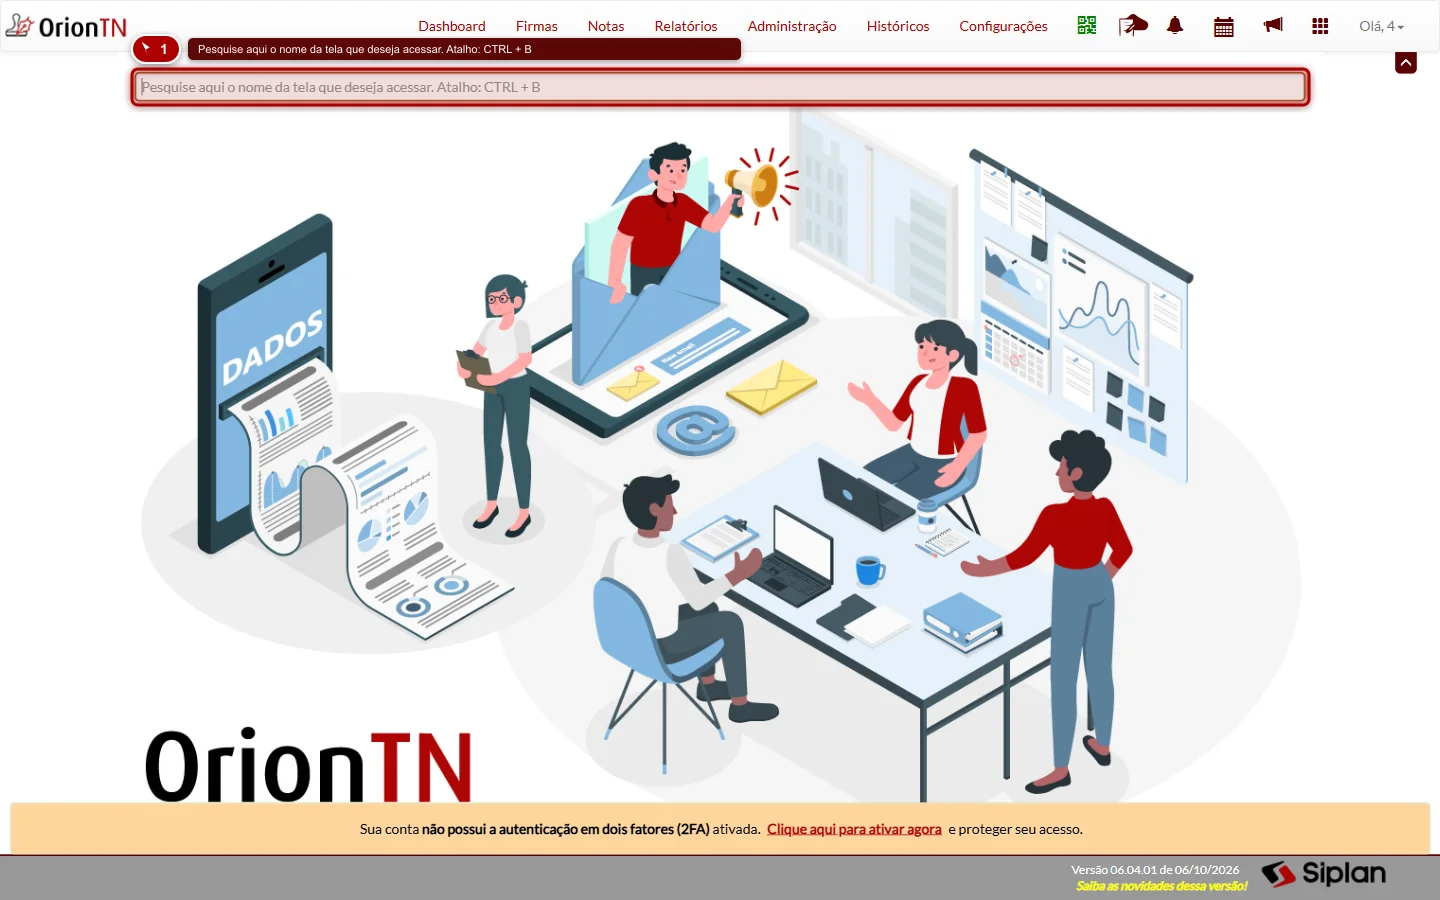 OrionTN
Dashboard Firmas Notas Relatórios Administração Históricos Configurações Olá, 4
1 Pesquise aqui o nome da tela que deseja acessar. Atalho: CTRL + B
Pesquise aqui o nome da tela que deseja acessar. Atalho: CTRL + B
DADOS
New email
@
OrionTN
Sua conta não possui a autenticação em dois fatores (2FA) ativada. Clique aqui para ativar agora e proteger seu acesso.
Versão 06.04.01 de 06/10/2026
Saiba as novidades dessa versão!
Siplan